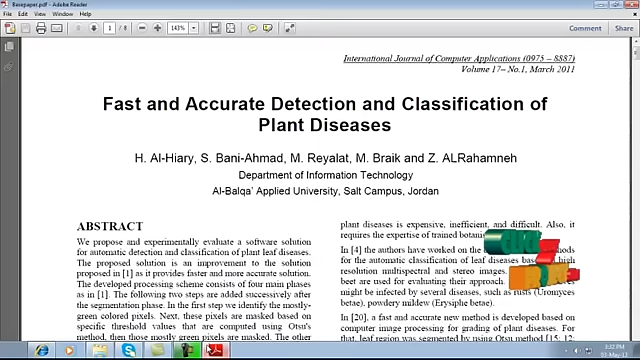 Basepaper.pdf - Adobe Reader
File Edit View Window Help
1 / 8 143% Comment Share
International Journal of Computer Applications (0975 – 8887)
Volume 17– No.1, March 2011
Fast and Accurate Detection and Classification of
Plant Diseases
H. Al-Hiary, S. Bani-Ahmad, M. Reyalat, M. Braik and Z. ALRahamneh
Department of Information Technology
Al-Balqa' Applied University, Salt Campus, Jordan
ABSTRACT
We propose and experimentally evaluate a software solution
for automatic detection and classification of plant leaf diseases.
The proposed solution is an improvement to the solution
proposed in [1] as it provides faster and more accurate solution.
The developed processing scheme consists of four main phases
as in [1]. The following two steps are added successively after
the segmentation phase. In the first step we identify the mostly-
green colored pixels. Next, these pixels are masked based on
specific threshold values that are computed using Otsu's
method, then those mostly green pixels are masked. The other
plant diseases is expensive, inefficient, and difficult. Also, it
requires the expertise of trained
In [4] the authors have worked on the
for the automatic classification of leaf diseases high
resolution multispectral and stereo images.
beet are used for evaluating their approach.
might be infected by several diseases, such as rusts (Uromyces
betae), powdery mildew (Erysiphe betae).
In [20], a fast and accurate new method is developed based on
computer image processing for grading of plant diseases. For
that, leaf region was segmented by using Otsu method [15; 12;
3:32 PM